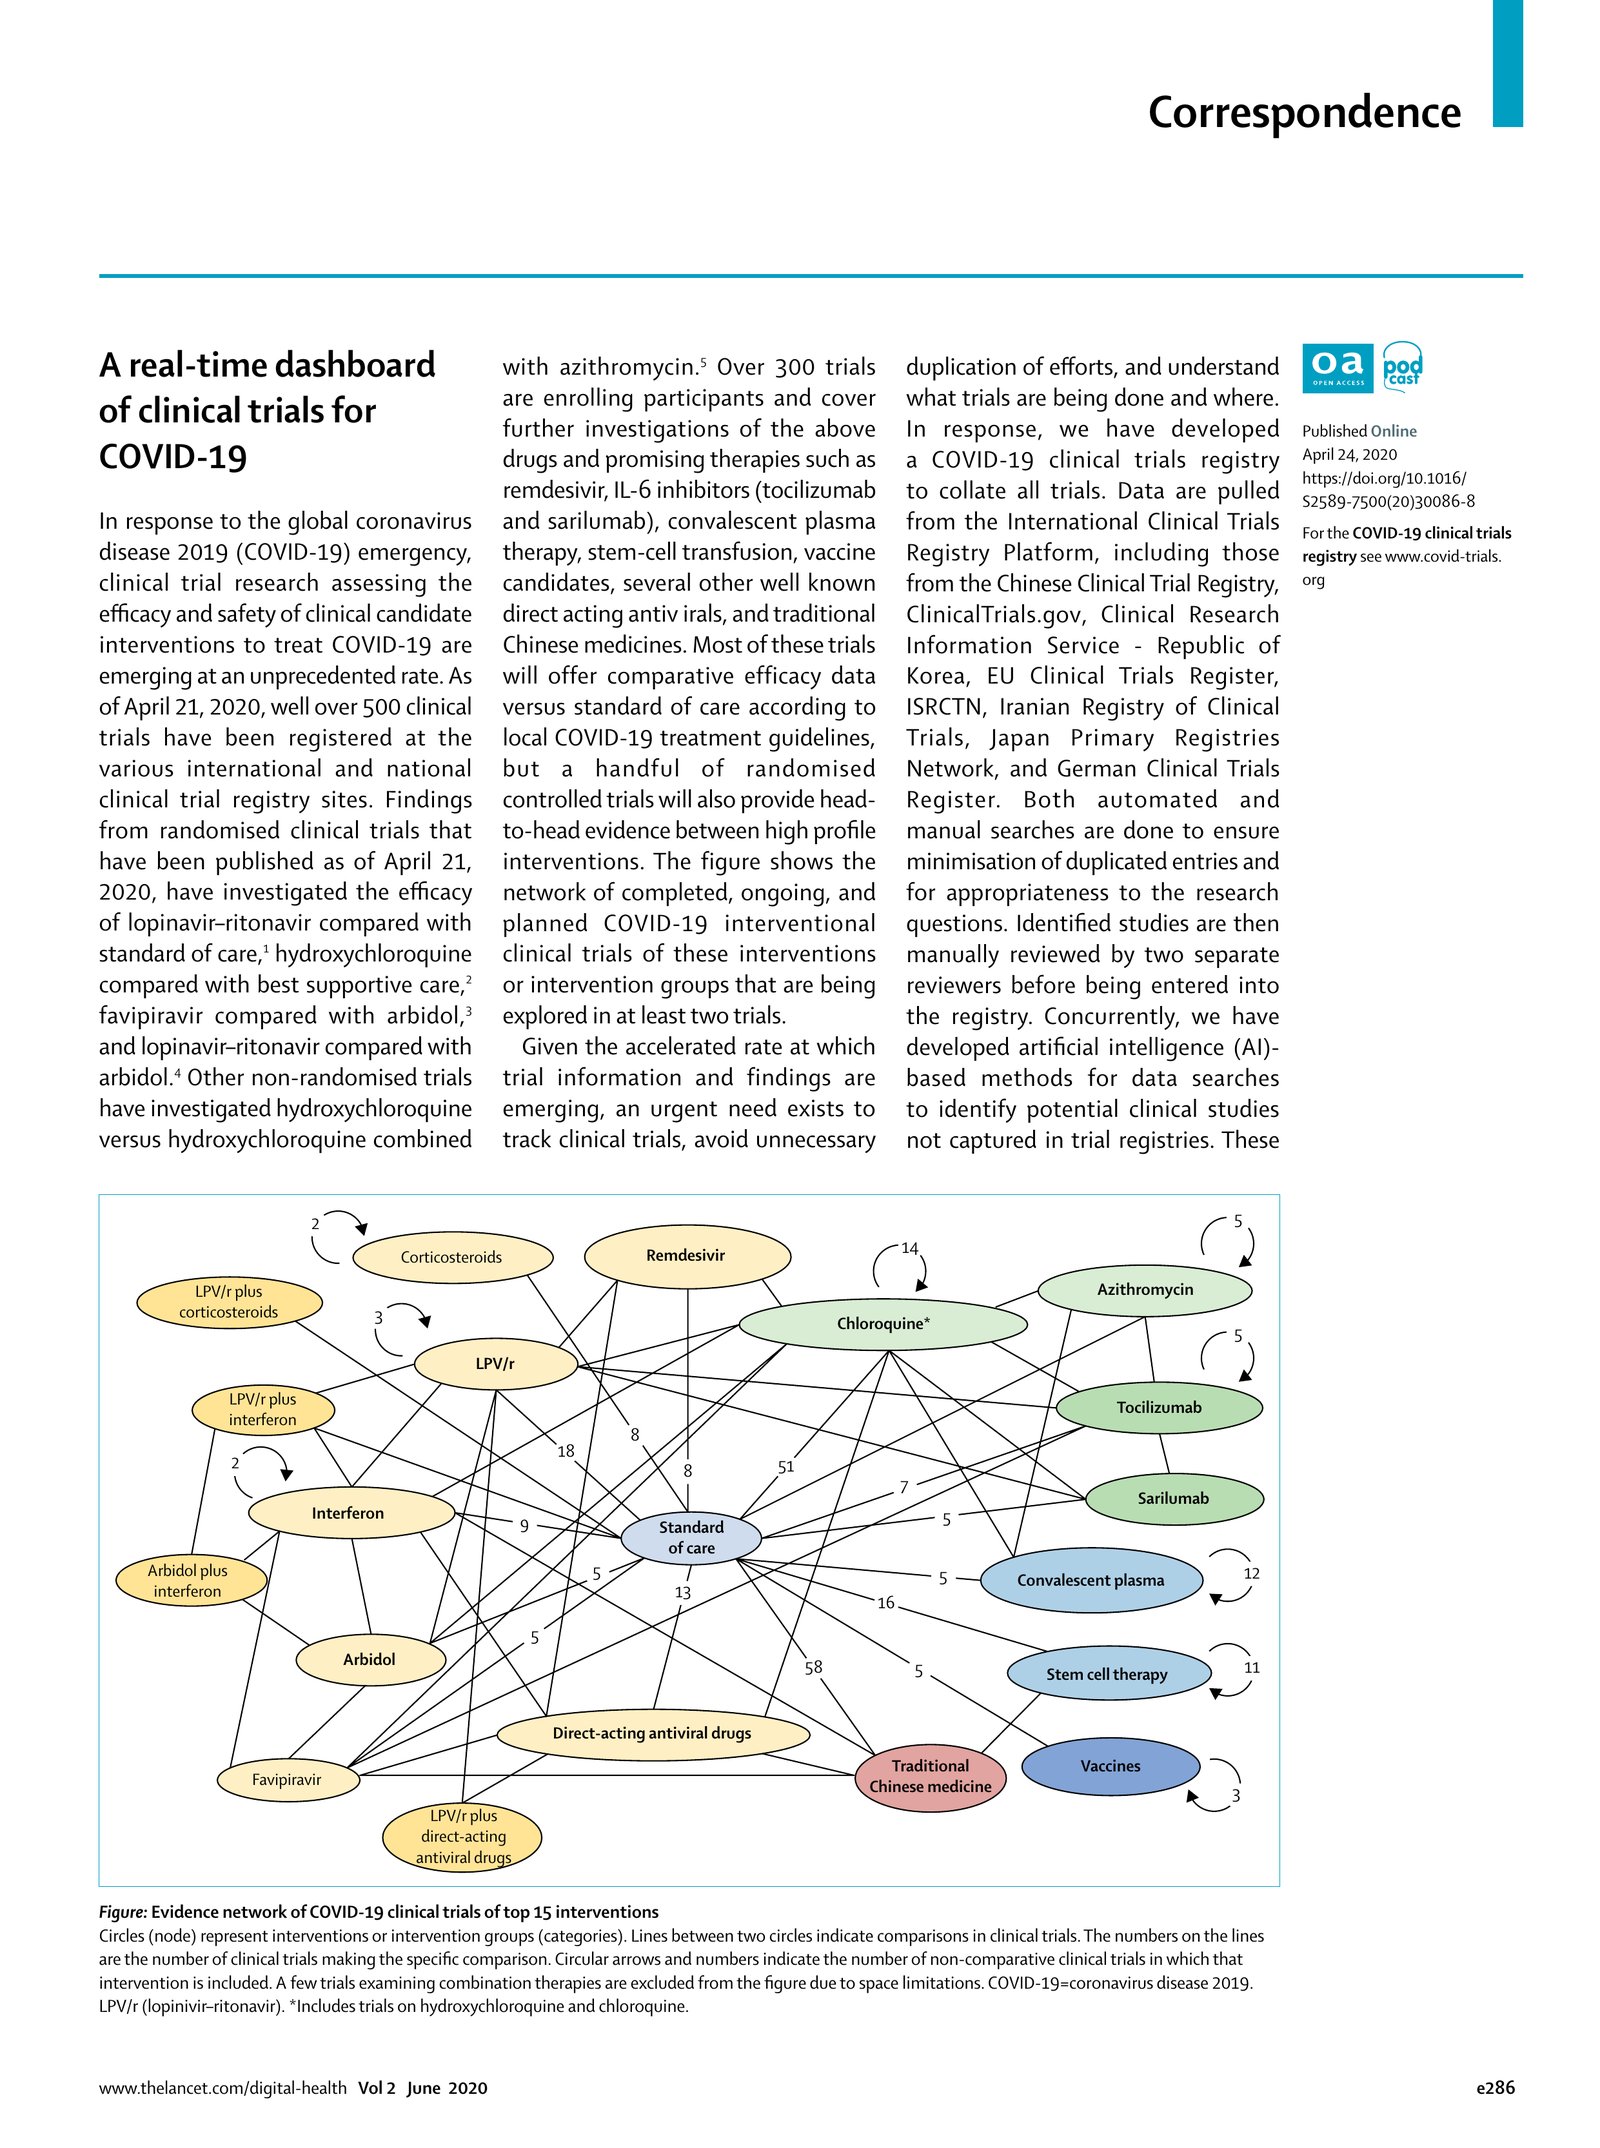 Correspondence
A real-time dashboard
of clinical trials for
COVID-19
In response to the global coronavirus
disease 2019 (COVID-19) emergency,
clinical trial research assessing the
efficacy and safety of clinical candidate
interventions to treat COVID-19 are
emerging at an unprecedented rate. As
of April 21, 2020, well over 500 clinical
trials have been registered at the
various international and national
clinical trial registry sites. Findings
from randomised clinical trials that
have been published as of April 21,
2020, have investigated the efficacy
of lopinavir–ritonavir compared with
standard of care,1 hydroxychloroquine
compared with best supportive care,2
favipiravir compared with arbidol,3
and lopinavir–ritonavir compared with
arbidol.4 Other non-randomised trials
have investigated hydroxychloroquine
versus hydroxychloroquine combined
with azithromycin.5 Over 300 trials
are enrolling participants and cover
further investigations of the above
drugs and promising therapies such as
remdesivir, IL-6 inhibitors (tocilizumab
and sarilumab), convalescent plasma
therapy, stem-cell transfusion, vaccine
candidates, several other well known
direct acting antiv irals, and traditional
Chinese medicines. Most of these trials
will offer comparative efficacy data
versus standard of care according to
local COVID-19 treatment guidelines,
but a handful of randomised
controlled trials will also provide head-
to-head evidence between high profile
interventions. The figure shows the
network of completed, ongoing, and
planned COVID-19 interventional
clinical trials of these interventions
or intervention groups that are being
explored in at least two trials.
Given the accelerated rate at which
trial information and findings are
emerging, an urgent need exists to
track clinical trials, avoid unnecessary
duplication of efforts, and understand
what trials are being done and where.
In response, we have developed
a COVID-19 clinical trials registry
to collate all trials. Data are pulled
from the International Clinical Trials
Registry Platform, including those
from the Chinese Clinical Trial Registry,
ClinicalTrials.gov, Clinical Research
Information Service - Republic of
Korea, EU Clinical Trials Register,
ISRCTN, Iranian Registry of Clinical
Trials, Japan Primary Registries
Network, and German Clinical Trials
Register. Both automated and
manual searches are done to ensure
minimisation of duplicated entries and
for appropriateness to the research
questions. Identified studies are then
manually reviewed by two separate
reviewers before being entered into
the registry. Concurrently, we have
developed artificial intelligence (AI)-
based methods for data searches
to identify potential clinical studies
not captured in trial registries. These
oa
OPEN ACCESS
pod
cast
Published Online
April 24, 2020
https://doi.org/10.1016/
S2589-7500(20)30086-8
For the COVID-19 clinical trials
registry see www.covid-trials.
org
2
Corticosteroids
Remdesivir
14
5
Azithromycin
LPV/r plus
corticosteroids
3
Chloroquine*
5
LPV/r
LPV/r plus
interferon
Tocilizumab
8
18
2
8
51
7
Sarilumab
Interferon
9
Standard
of care
5
Arbidol plus
interferon
5
13
5
Convalescent plasma
12
16
5
Arbidol
58
5
Stem cell therapy
11
Direct-acting antiviral drugs
Favipiravir
Traditional
Chinese medicine
Vaccines
3
LPV/r plus
direct-acting
antiviral drugs
Figure: Evidence network of COVID-19 clinical trials of top 15 interventions
Circles (node) represent interventions or intervention groups (categories). Lines between two circles indicate comparisons in clinical trials. The numbers on the lines
are the number of clinical trials making the specific comparison. Circular arrows and numbers indicate the number of non-comparative clinical trials in which that
intervention is included. A few trials examining combination therapies are excluded from the figure due to space limitations. COVID-19=coronavirus disease 2019.
LPV/r (lopinivir–ritonavir). *Includes trials on hydroxychloroquine and chloroquine.
www.thelancet.com/digital-health Vol 2 June 2020
e286